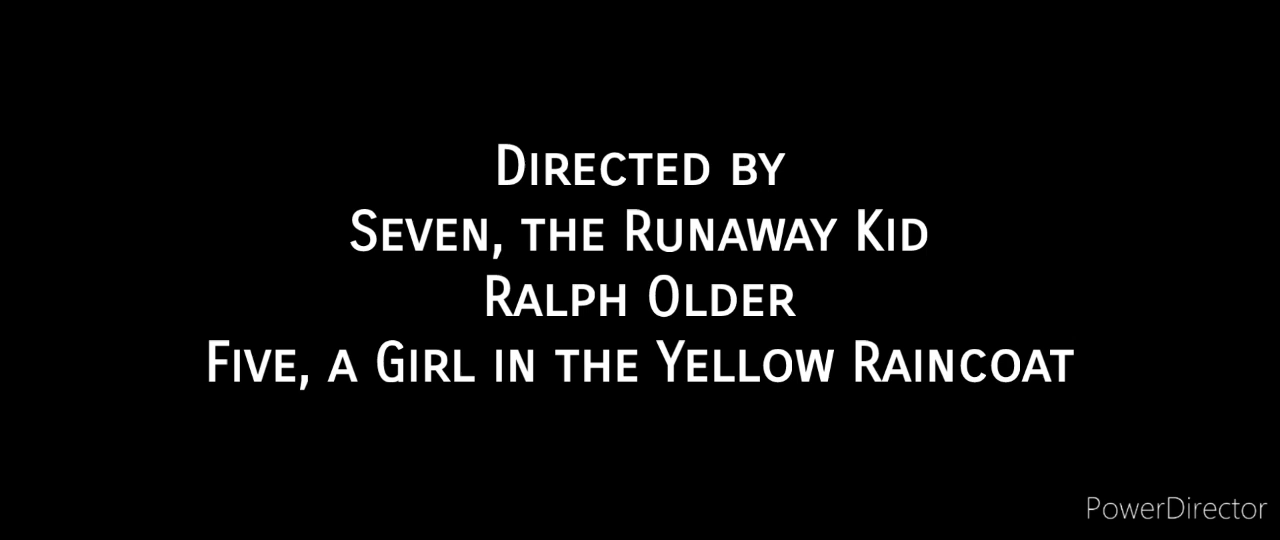 Directed by
Seven, the Runaway Kid
Ralph Older
Five, a Girl in the Yellow Raincoat
PowerDirector